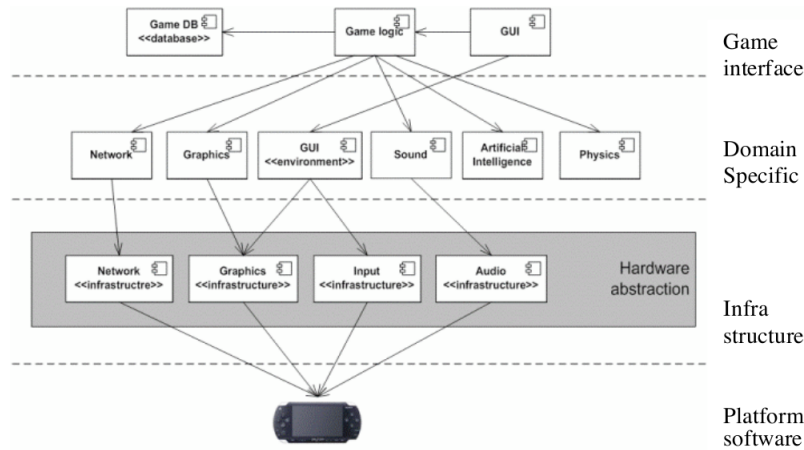 Game DB
<<database>>
Game logic
GUI
Game
interface
Network
Graphics
GUI
<<environment>>
Sound
Artificial
Intelligence
Physics
Domain
Specific
Network
<<infrastructre>>
Graphics
<<infrastructure>>
Input
<<infrastructure>>
Audio
<<infrastructure>>
Hardware
abstraction
Infra
structure
Platform
software